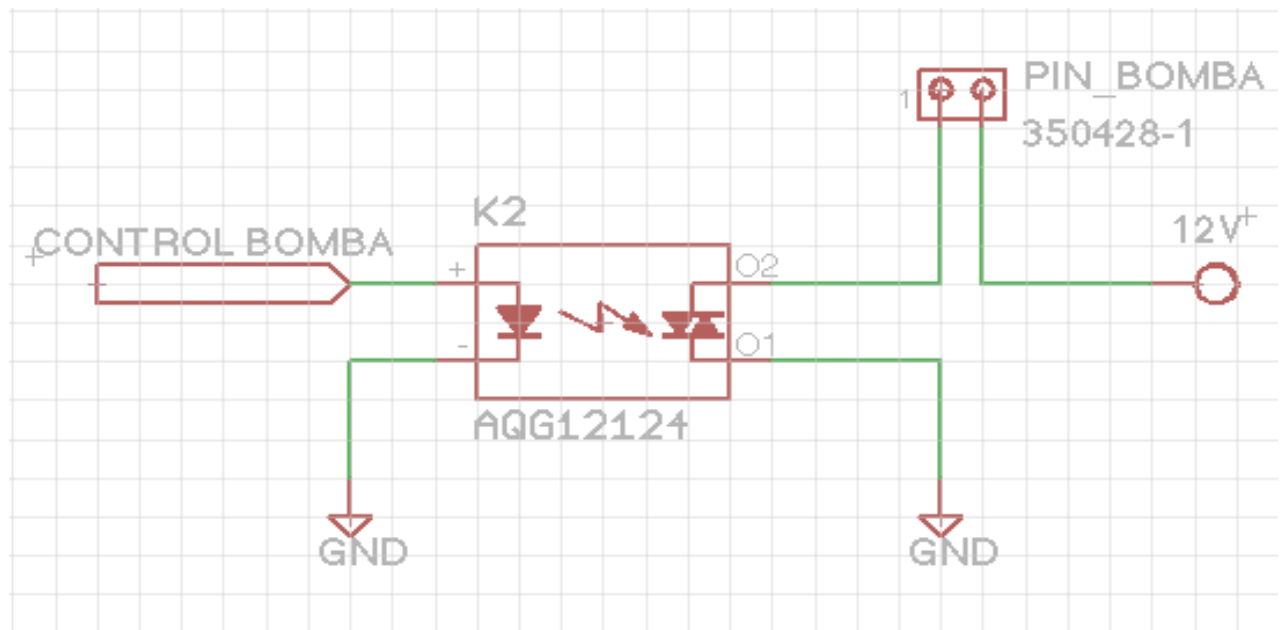 PIN_BOMBA
1
350428-1
K2
12V
CONTROL BOMBA
+
O2
-
O1
AQG12124
GND
GND